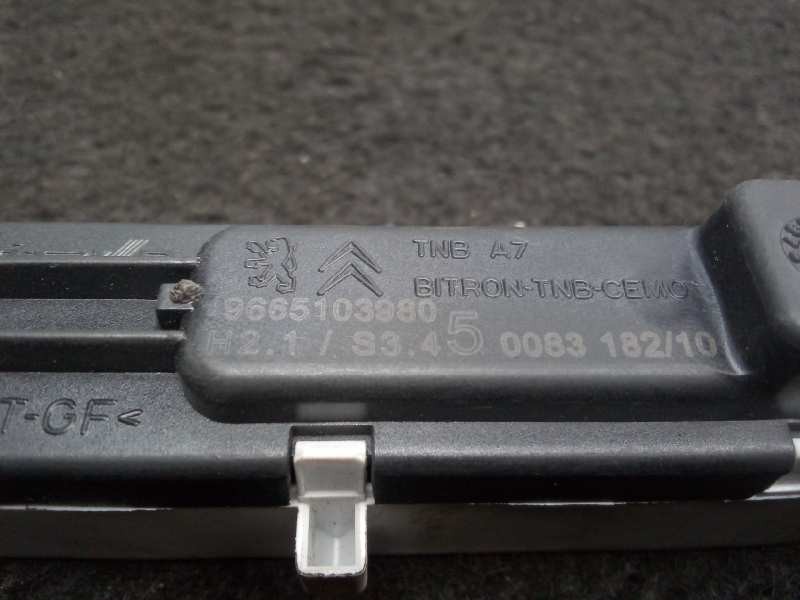 TNB A7
BITRON-TNB-CEMO
9665103980
H2.1 / S3.4 5 0083 182/10
T-GF<